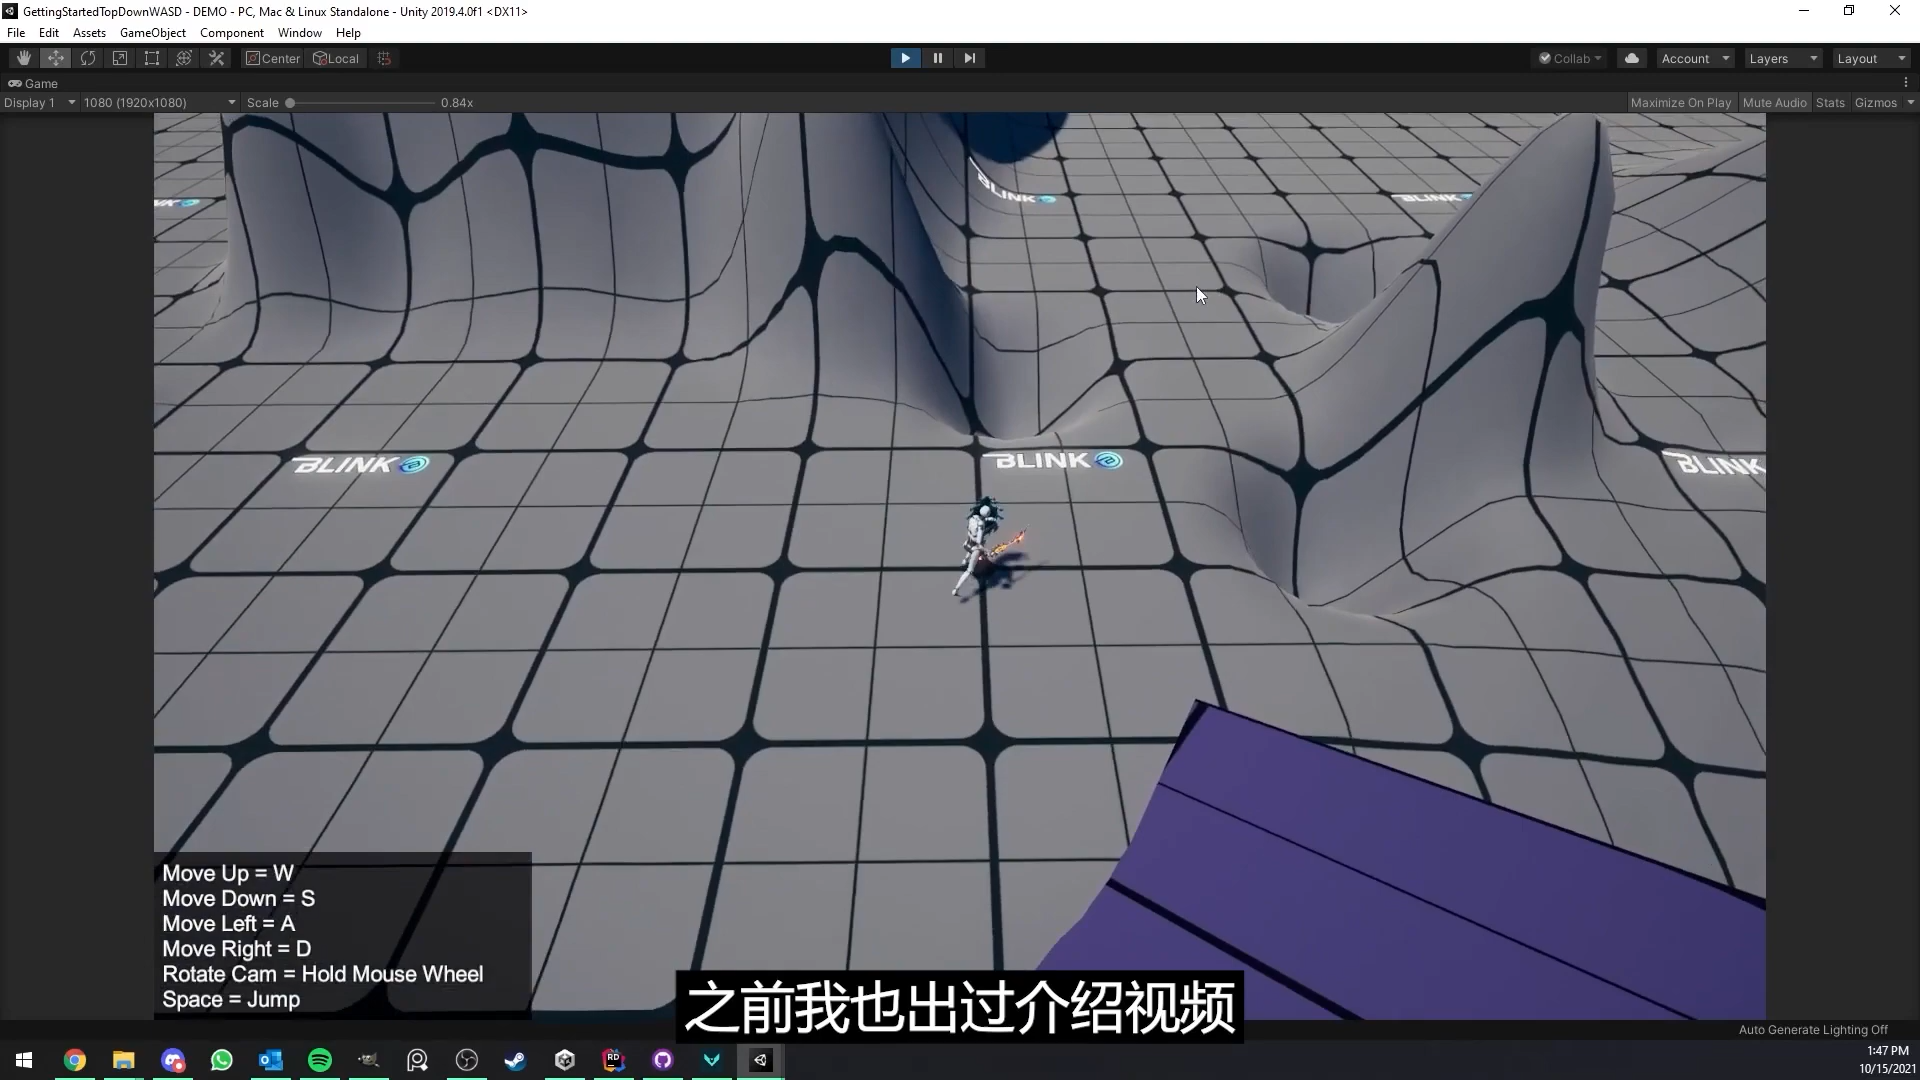 GettingStartedTopDownWASD - DEMO - PC, Mac & Linux Standalone - Unity 2019.4.0f1 <DX11>
File Edit Assets GameObject Component Window Help
Center Local Collab Account Layers Layout
Game
Display 1 1080 (1920x1080) Scale 0.84x Maximize On Play Mute Audio Stats Gizmos
BLINK BLINK
BLINK BLINK BLINK
Move Up = W
Move Down = S
Move Left = A
Move Right = D
Rotate Cam = Hold Mouse Wheel
Space = Jump
之前我也出过介绍视频
Auto Generate Lighting Off
1:47 PM
10/15/2021